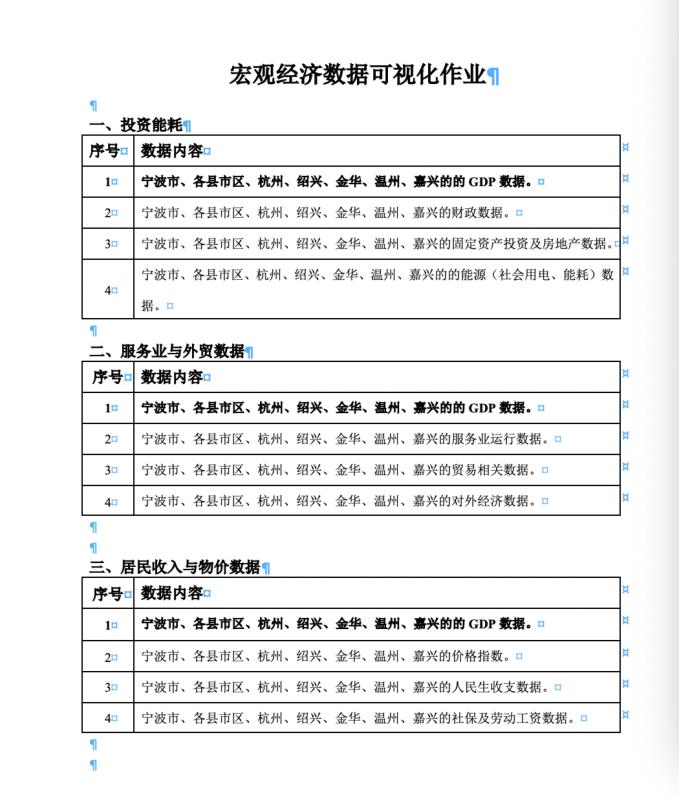 宏观经济数据可视化作业
一、投资能耗
序号 数据内容
1 宁波市、各县市区、杭州、绍兴、金华、温州、嘉兴的的 GDP 数据。
2 宁波市、各县市区、杭州、绍兴、金华、温州、嘉兴的财政数据。
3 宁波市、各县市区、杭州、绍兴、金华、温州、嘉兴的固定资产投资及房地产数据。
4 宁波市、各县市区、杭州、绍兴、金华、温州、嘉兴的的能源（社会用电、能耗）数
据。
二、服务业与外贸数据
序号 数据内容
1 宁波市、各县市区、杭州、绍兴、金华、温州、嘉兴的的 GDP 数据。
2 宁波市、各县市区、杭州、绍兴、金华、温州、嘉兴的服务业运行数据。
3 宁波市、各县市区、杭州、绍兴、金华、温州、嘉兴的贸易相关数据。
4 宁波市、各县市区、杭州、绍兴、金华、温州、嘉兴的对外经济数据。
三、居民收入与物价数据
序号 数据内容
1 宁波市、各县市区、杭州、绍兴、金华、温州、嘉兴的的 GDP 数据。
2 宁波市、各县市区、杭州、绍兴、金华、温州、嘉兴的价格指数。
3 宁波市、各县市区、杭州、绍兴、金华、温州、嘉兴的人民生收支数据。
4 宁波市、各县市区、杭州、绍兴、金华、温州、嘉兴的社保及劳动工资数据。